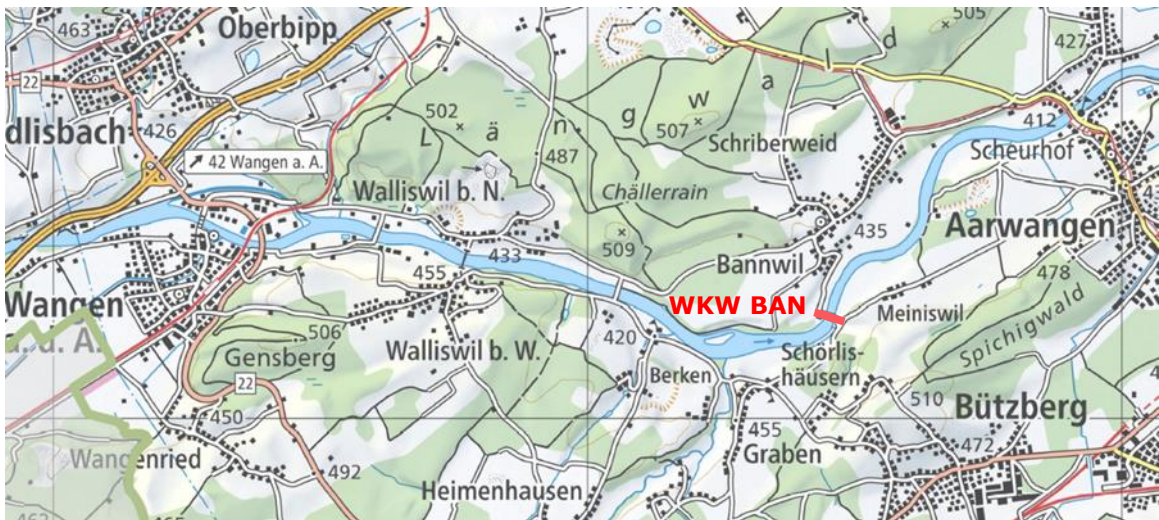 463
Oberbipp
505
427
22
dlisbach
426
502
L ä n g w a l d
507
412
42 Wangen a. A.
487
Schriberweid
Scheurhof
Walliswil b. N.
Chällerrain
Aarwangen
433
509
435
455
Bannwil
478
Wangen
a. d. A.
WKW BAN
Meiniswil
506
420
Spichigwald
Gensberg
Walliswil b. W.
Schörlis-
häusern
22
Berken
510
450
Bützberg
455
472
Wangenried
Graben
492
Heimenhausen